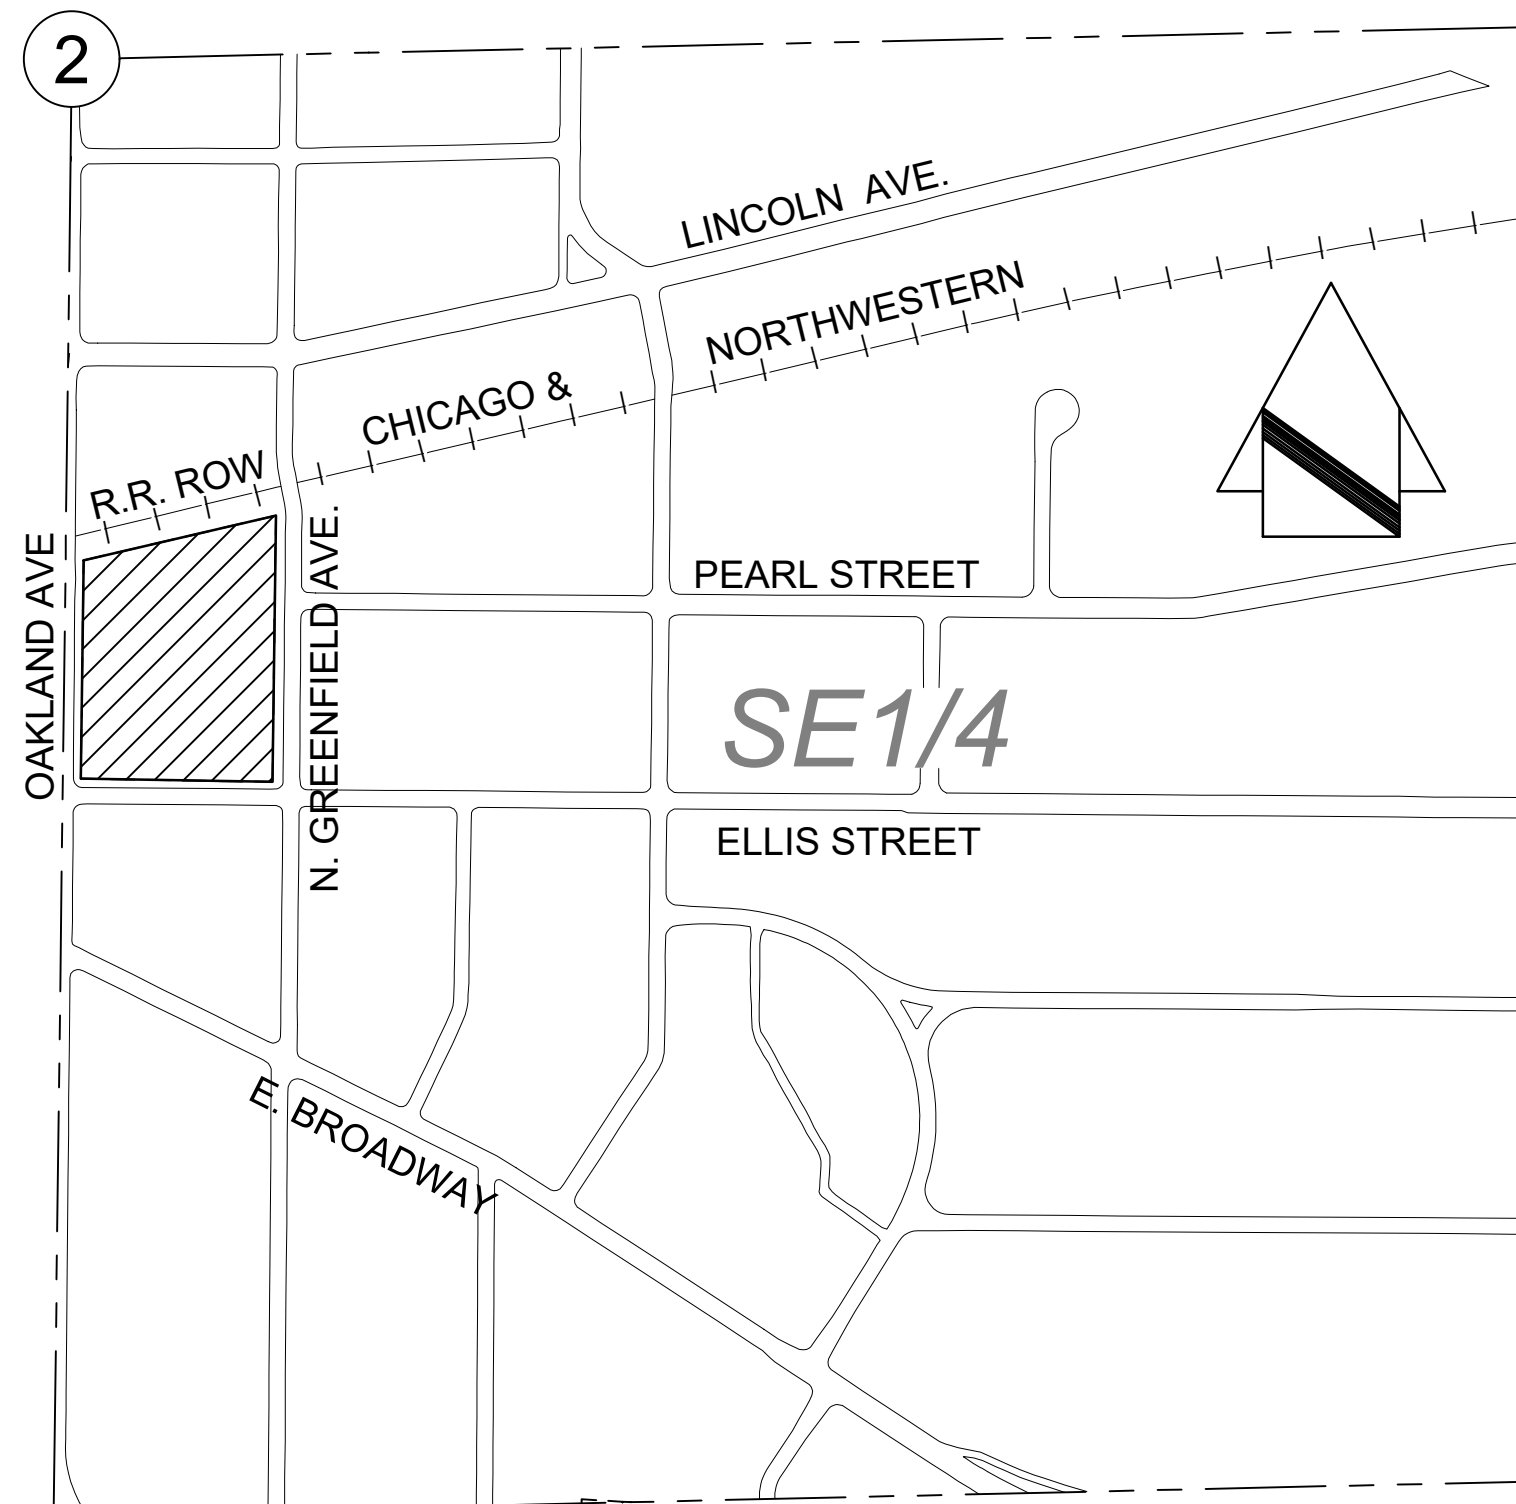 2
LINCOLN AVE.
NORTHWESTERN
CHICAGO &
R.R. ROW
OAKLAND AVE
N. GREENFIELD AVE.
PEARL STREET
SE1/4
ELLIS STREET
E. BROADWAY